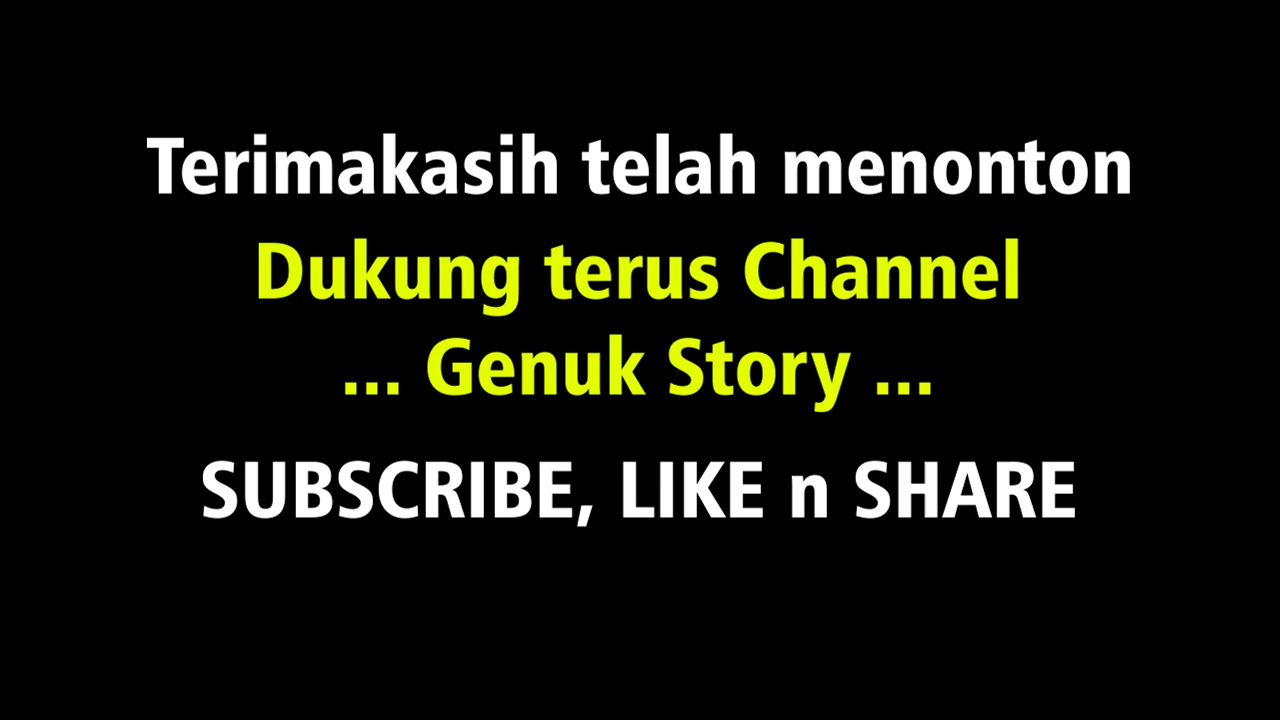 Terimakasih telah menonton
Dukung terus Channel
... Genuk Story ...
SUBSCRIBE, LIKE n SHARE